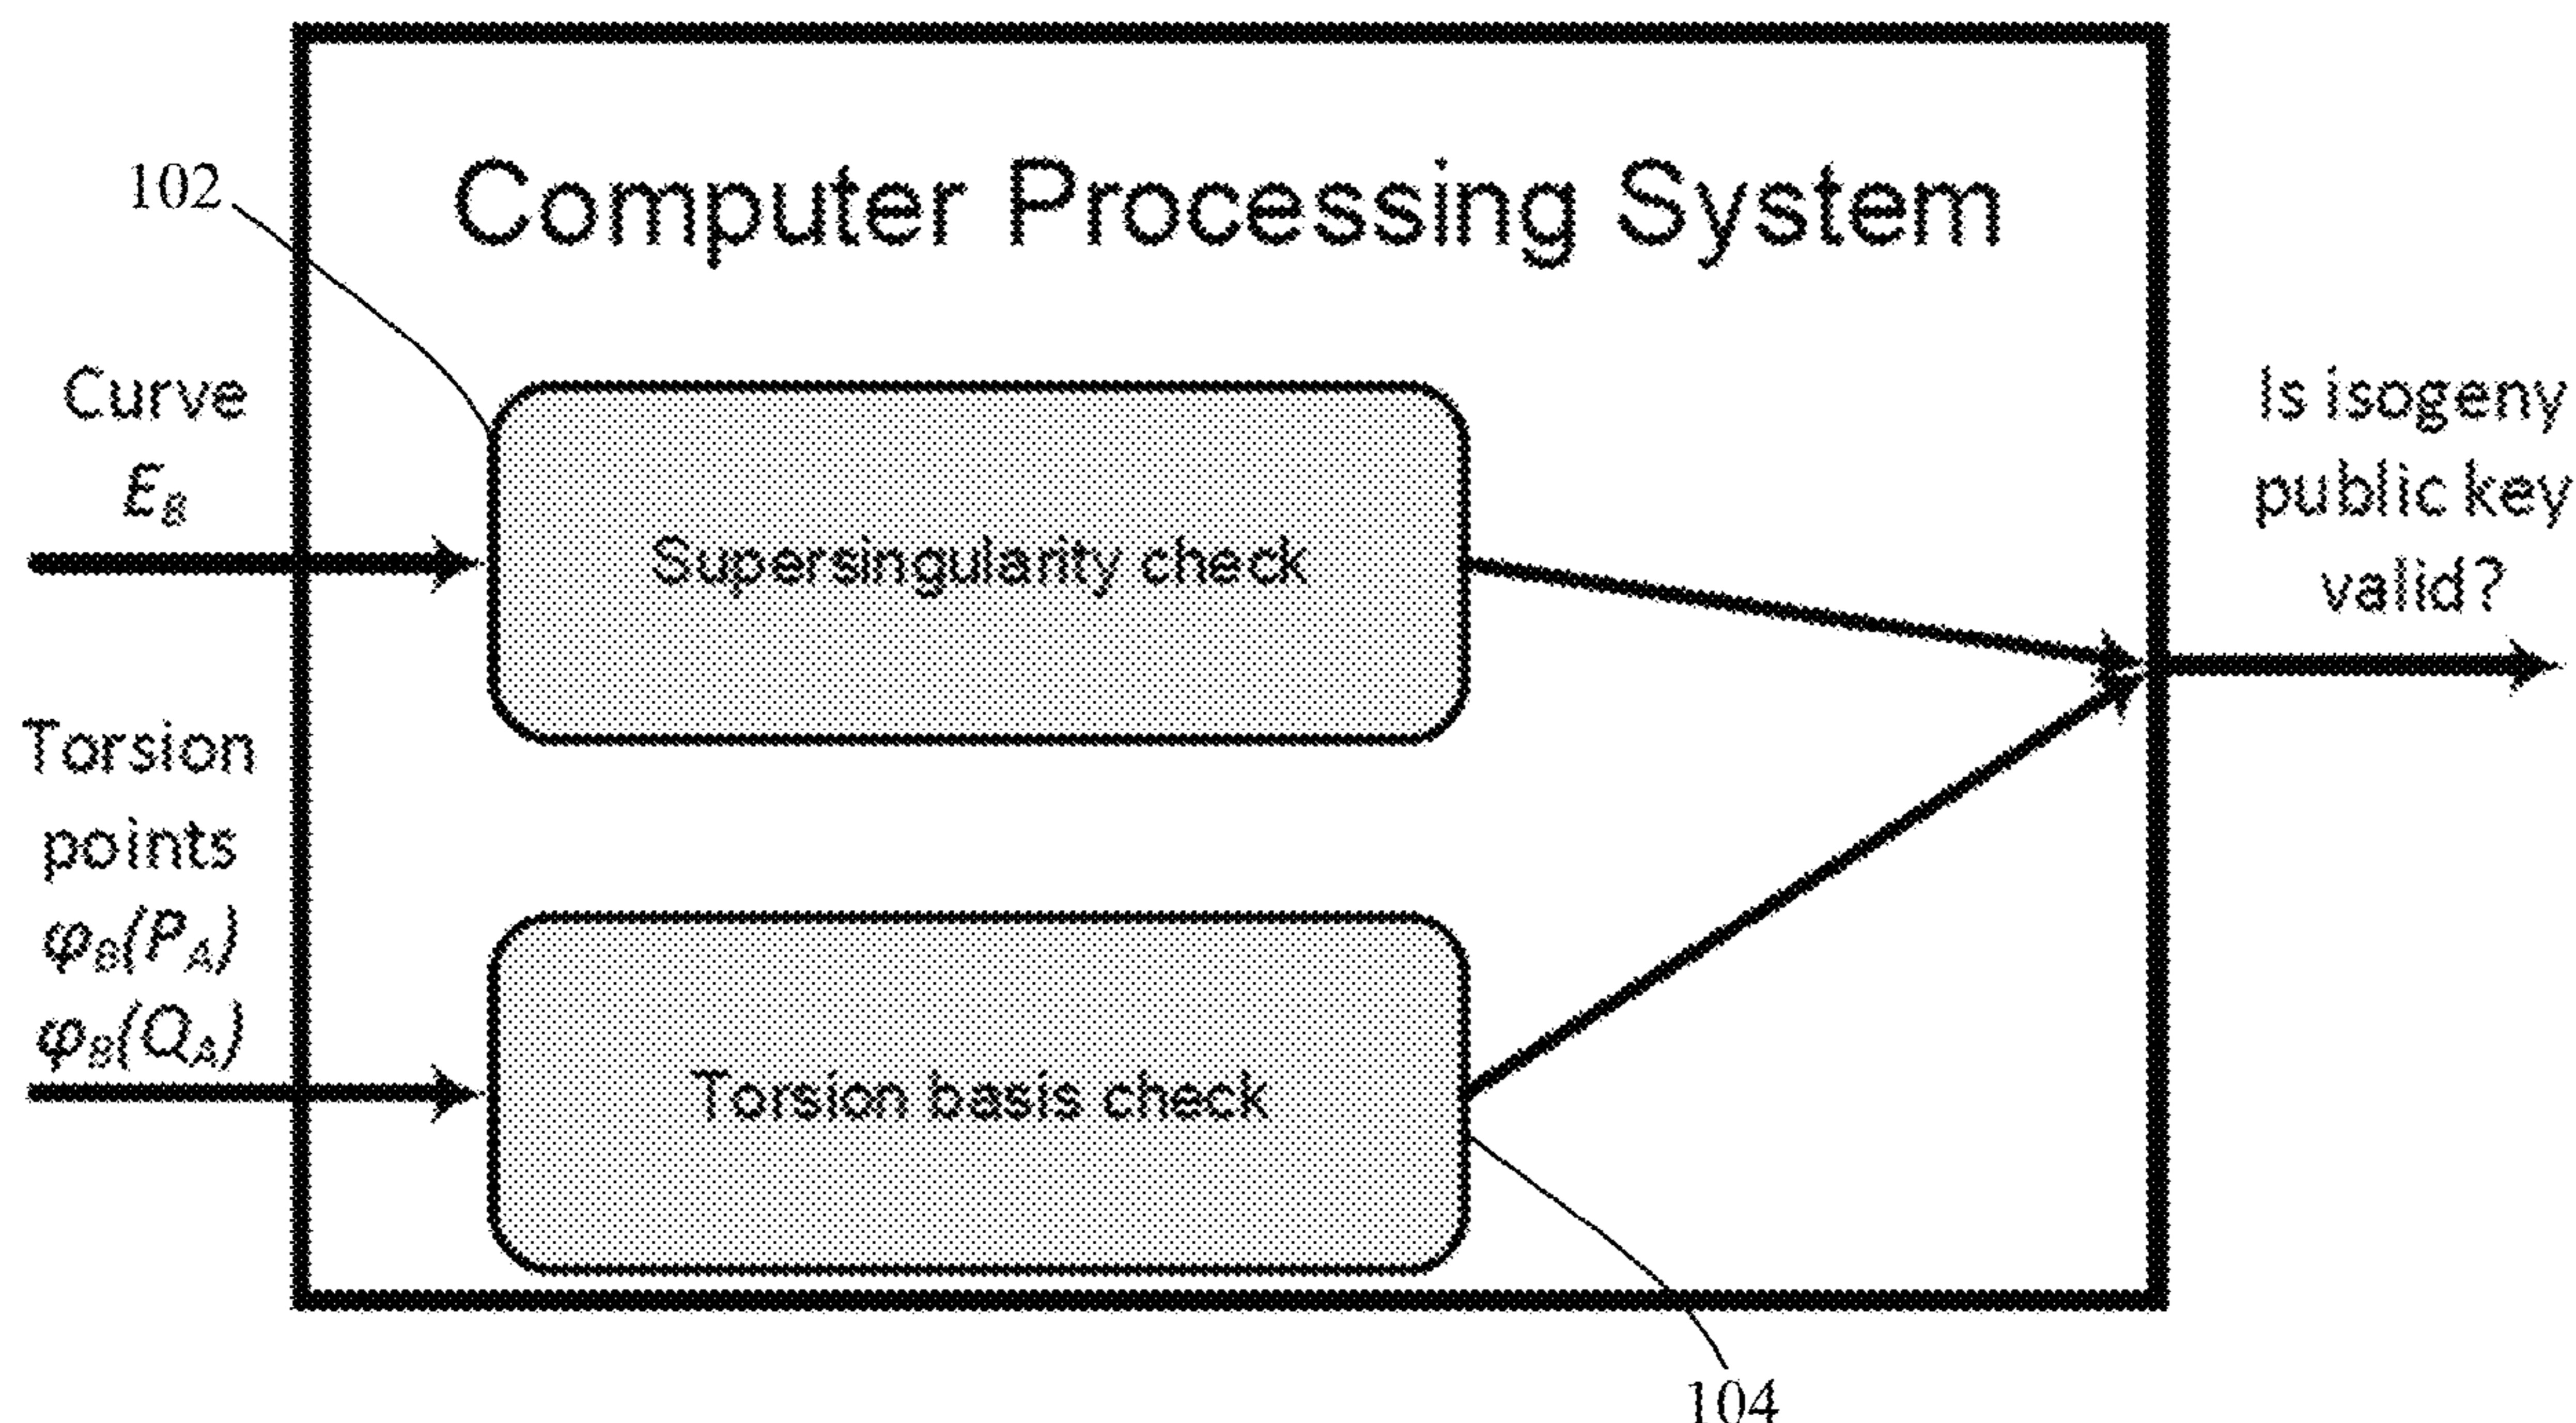 Computer Processing System
102
Curve
E_B
Supersingularity check
Is isogeny
public key
valid?
Torsion
points
φ_B(P_A)
φ_B(Q_A)
Torsion basis check
104